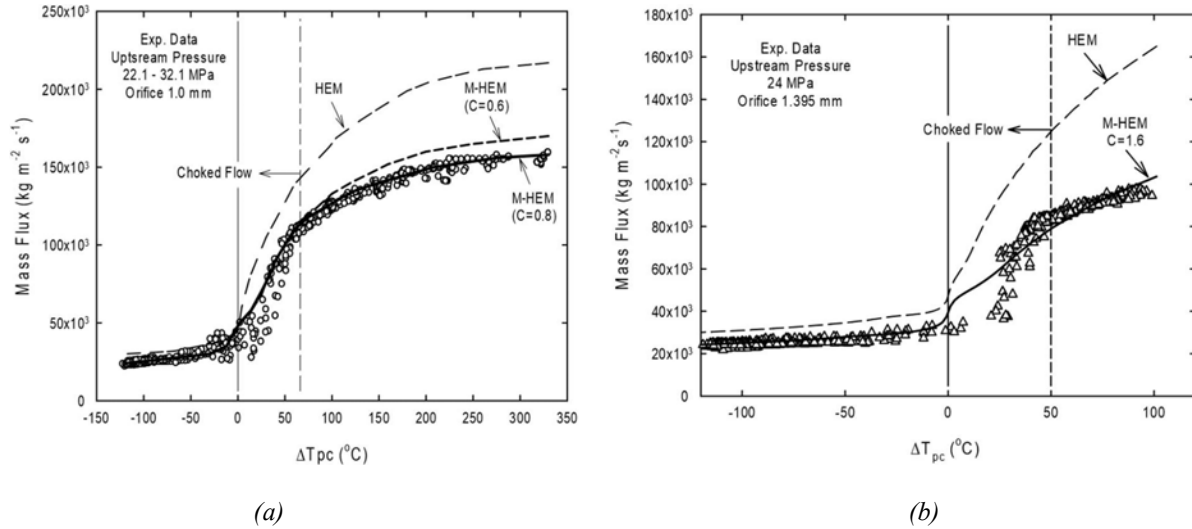 250x10³
200x10³
150x10³
100x10³
50x10³
0
Mass Flux (kg m⁻² s⁻¹)
Exp. Data
Uptsream Pressure
22.1 - 32.1 MPa
Orifice 1.0 mm
HEM
M-HEM
(C=0.6)
Choked Flow
M-HEM
(C=0.8)
-150 -100 -50 0 50 100 150 200 250 300 350
ΔTpc (°C)
(a)
180x10³
160x10³
140x10³
120x10³
100x10³
80x10³
60x10³
40x10³
20x10³
0
Mass Flux (kg m⁻² s⁻¹)
Exp. Data
Upstream Pressure
24 MPa
Orifice 1.395 mm
HEM
Choked Flow
M-HEM
C=1.6
-100 -50 0 50 100
ΔTpc (°C)
(b)